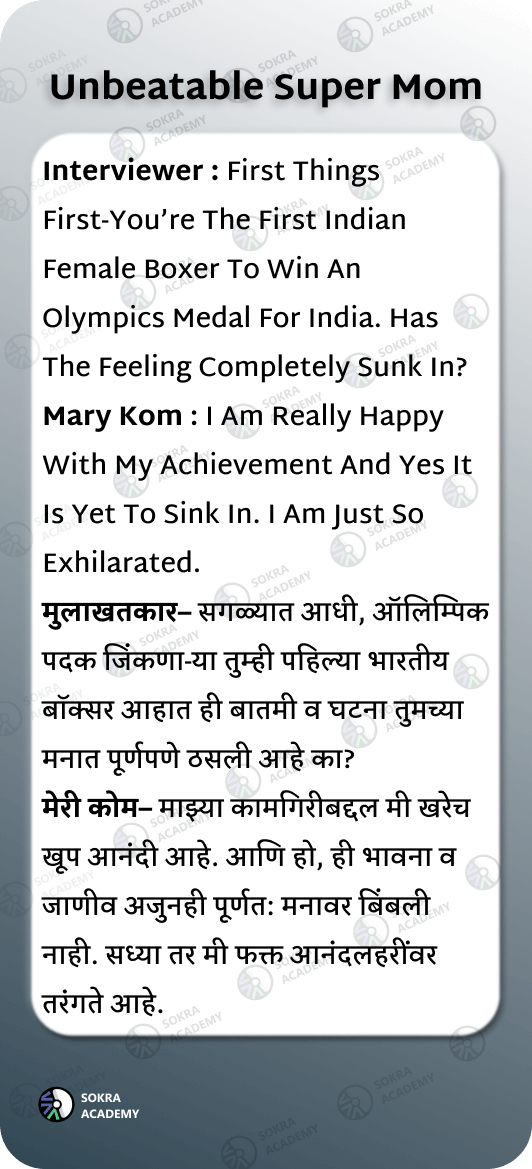 Unbeatable Super Mom
Interviewer : First Things
First-You’re The First Indian
Female Boxer To Win An
Olympics Medal For India. Has
The Feeling Completely Sunk In?
Mary Kom : I Am Really Happy
With My Achievement And Yes It
Is Yet To Sink In. I Am Just So
Exhilarated.
मुलाखतकार– सगळ्यात आधी, ऑलिम्पिक
पदक जिंकणा-या तुम्ही पहिल्या भारतीय
बॉक्सर आहात ही बातमी व घटना तुमच्या
मनात पूर्णपणे ठसली आहे का?
मेरी कोम– माझ्या कामगिरीबद्दल मी खरेच
खूप आनंदी आहे. आणि हो, ही भावना व
जाणीव अजुनही पूर्णत: मनावर बिंबली
नाही. सध्या तर मी फक्त आनंदलहरींवर
तरंगते आहे.
SOKRA
ACADEMY